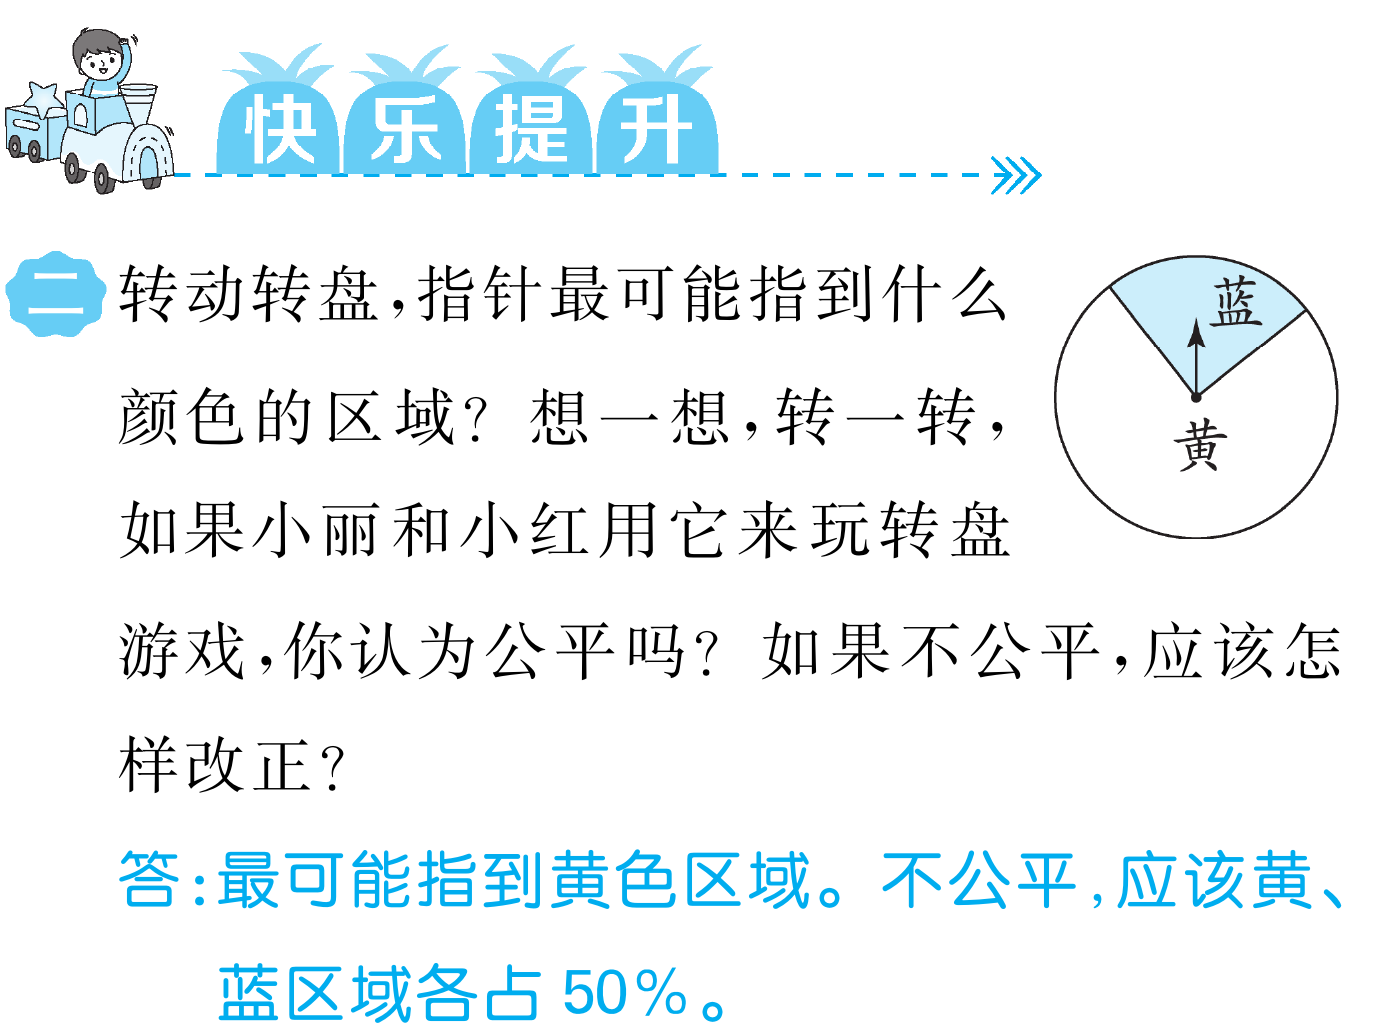 快乐提升
二 转动转盘,指针最可能指到什么
颜色的区域? 想一想,转一转,
如果小丽和小红用它来玩转盘
游戏,你认为公平吗? 如果不公平,应该怎
样改正?
蓝
黄
答:最可能指到黄色区域。不公平,应该黄、
蓝区域各占50%。